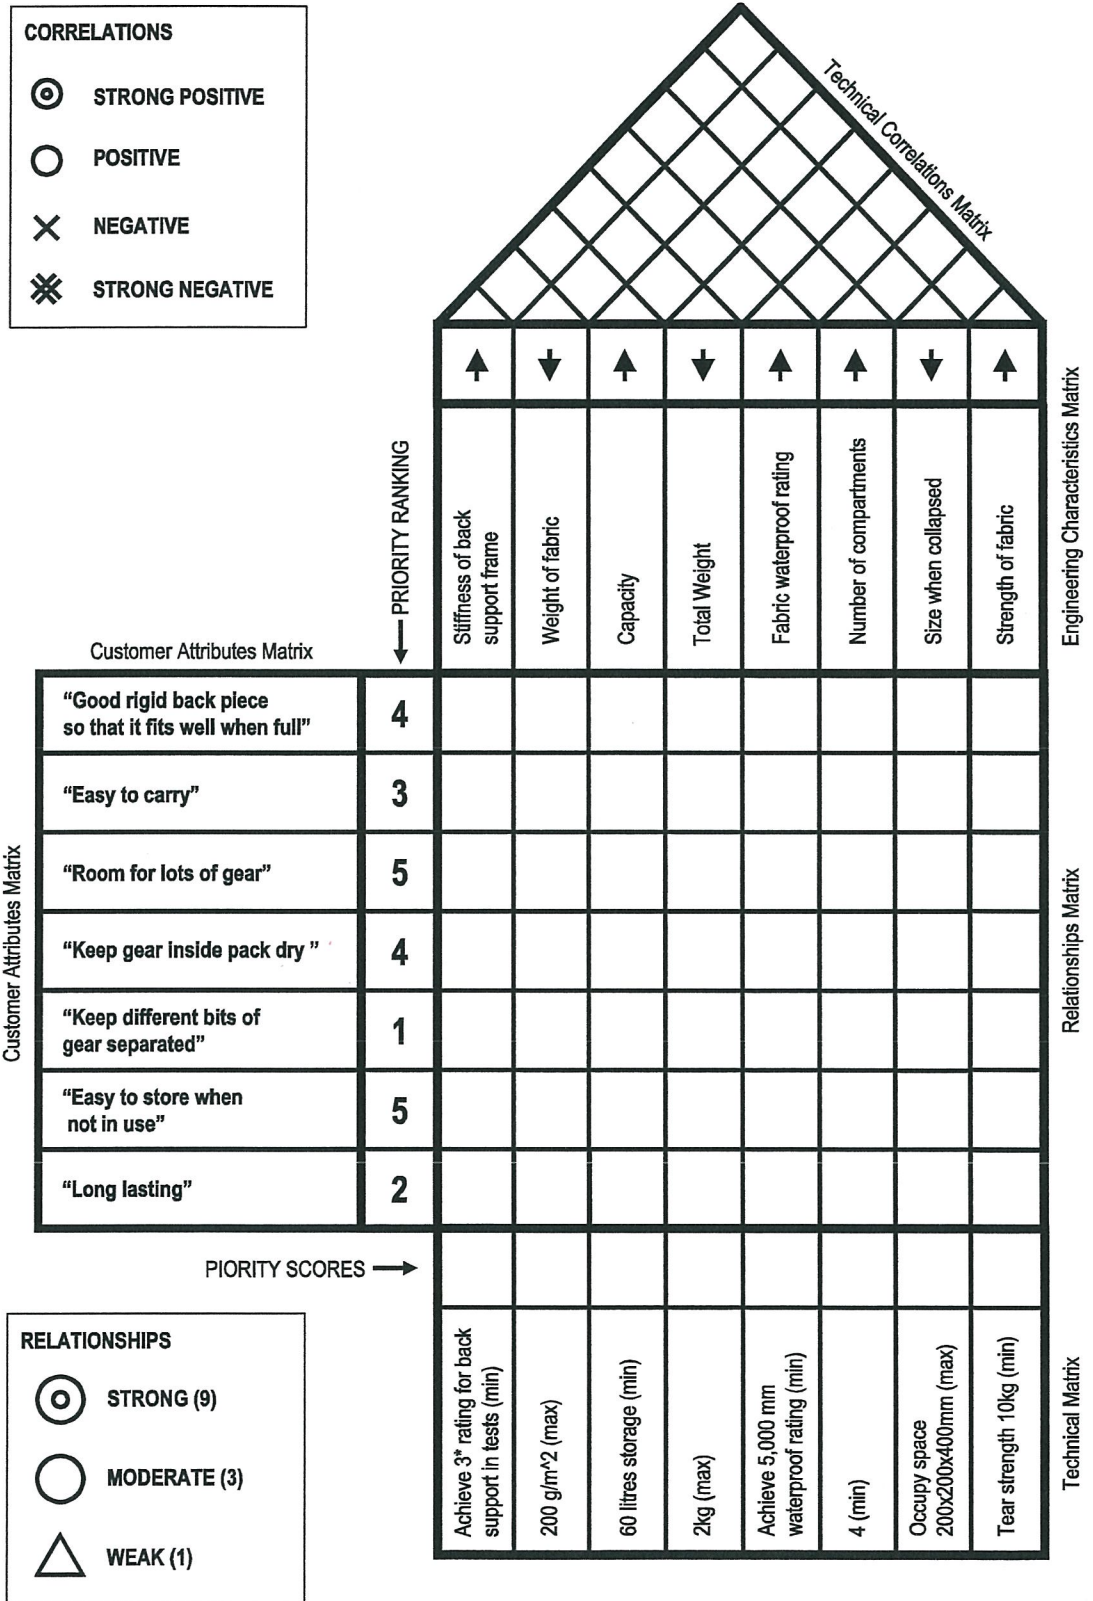 CORRELATIONS
STRONG POSITIVE
POSITIVE
NEGATIVE
STRONG NEGATIVE
Technical Correlations Matrix
PRIORITY RANKING
Stiffness of back
support frame
Weight of fabric
Capacity
Total Weight
Fabric waterproof rating
Number of compartments
Size when collapsed
Strength of fabric
Engineering Characteristics Matrix
Customer Attributes Matrix
Customer Attributes Matrix
“Good rigid back piece
so that it fits well when full”
4
“Easy to carry”
3
“Room for lots of gear”
5
“Keep gear inside pack dry ”
4
“Keep different bits of
gear separated”
1
“Easy to store when
not in use”
5
“Long lasting”
2
Relationships Matrix
PIORITY SCORES
Achieve 3* rating for back
support in tests (min)
200 g/m^2 (max)
60 litres storage (min)
2kg (max)
Achieve 5,000 mm
waterproof rating (min)
4 (min)
Occupy space
200x200x400mm (max)
Tear strength 10kg (min)
Technical Matrix
RELATIONSHIPS
STRONG (9)
MODERATE (3)
WEAK (1)